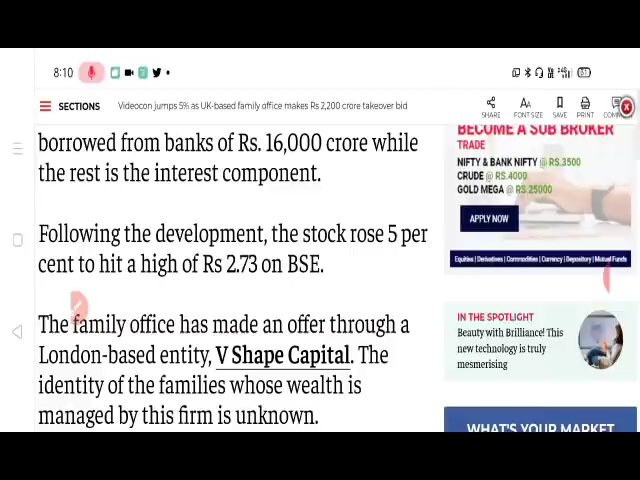 8:10
SECTIONS
Videocon jumps 5% as UK-based family office makes Rs 2,200 crore takeover bid
SHARE
AA
FONT SIZE
SAVE
PRINT
borrowed from banks of Rs. 16,000 crore while
the rest is the interest component.
Following the development, the stock rose 5 per
cent to hit a high of Rs 2.73 on BSE.
The family office has made an offer through a
London-based entity, V Shape Capital. The
identity of the families whose wealth is
managed by this firm is unknown.
BECOME A SUB BROKER
TRADE
NIFTY & BANK NIFTY @ RS.3500
CRUDE @ RS.4000
GOLD MEGA @ RS.25000
APPLY NOW
Equities | Derivatives | Commodities | Currency | Depository | Mutual Funds
IN THE SPOTLIGHT
Beauty with Brilliance! This
new technology is truly
mesmerising
WHAT'S YOUR MARKET